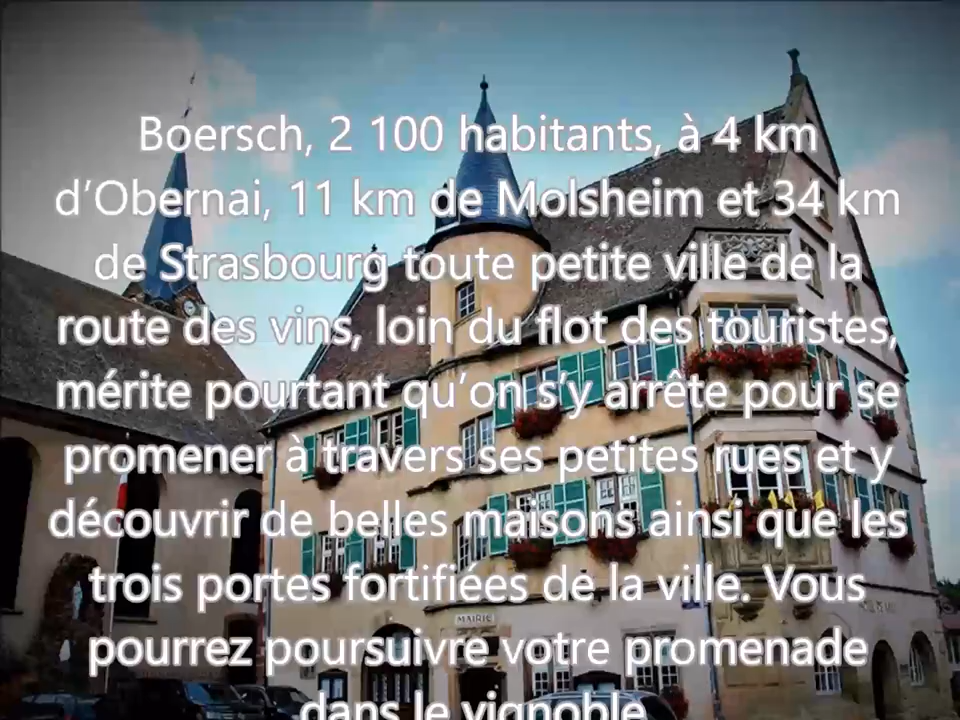 Boersch, 2 100 habitants, à 4 km
d’Obernai, 11 km de Molsheim et 34 km
de Strasbourg toute petite ville de la
route des vins, loin du flot des touristes,
mérite pourtant qu’on s’y arrête pour se
promener à travers ses petites rues et y
découvrir de belles maisons ainsi que les
trois portes fortifiées de la ville. Vous
MAIRIE
pourrez poursuivre votre promenade
dans le vignoble